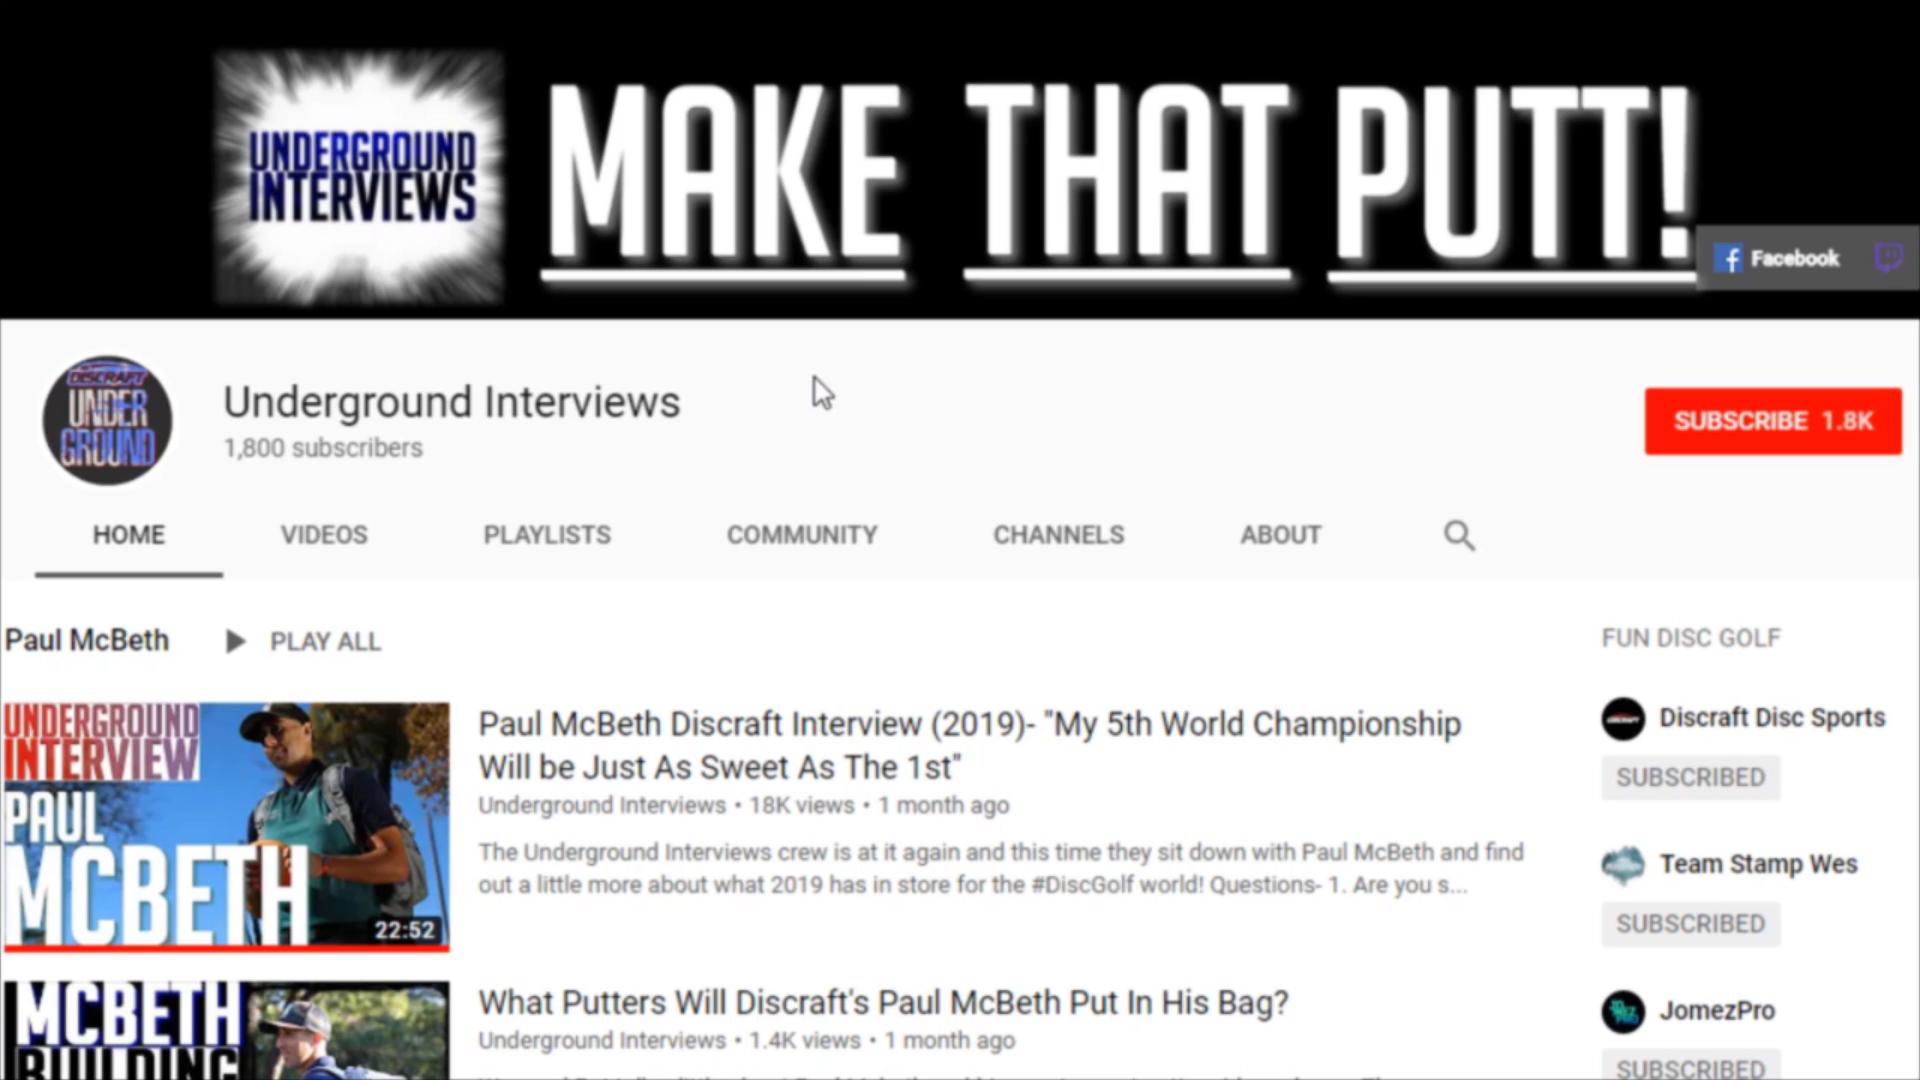 UNDERGROUND
INTERVIEWS
MAKE THAT PUTT!
Facebook
DISCRAFT
UNDER
GROUND
Underground Interviews
1,800 subscribers
SUBSCRIBE 1.8K
HOME VIDEOS PLAYLISTS COMMUNITY CHANNELS ABOUT
Paul McBeth PLAY ALL
FUN DISC GOLF
UNDERGROUND
INTERVIEW
PAUL
MCBETH
22:52
Paul McBeth Discraft Interview (2019)- "My 5th World Championship
Will be Just As Sweet As The 1st"
Underground Interviews • 18K views • 1 month ago
The Underground Interviews crew is at it again and this time they sit down with Paul McBeth and find
out a little more about what 2019 has in store for the #DiscGolf world! Questions- 1. Are you s...
Discraft Disc Sports
SUBSCRIBED
Team Stamp Wes
SUBSCRIBED
MCBETH
BUILDING
What Putters Will Discraft's Paul McBeth Put In His Bag?
Underground Interviews • 1.4K views • 1 month ago
JomezPro
SUBSCRIBED